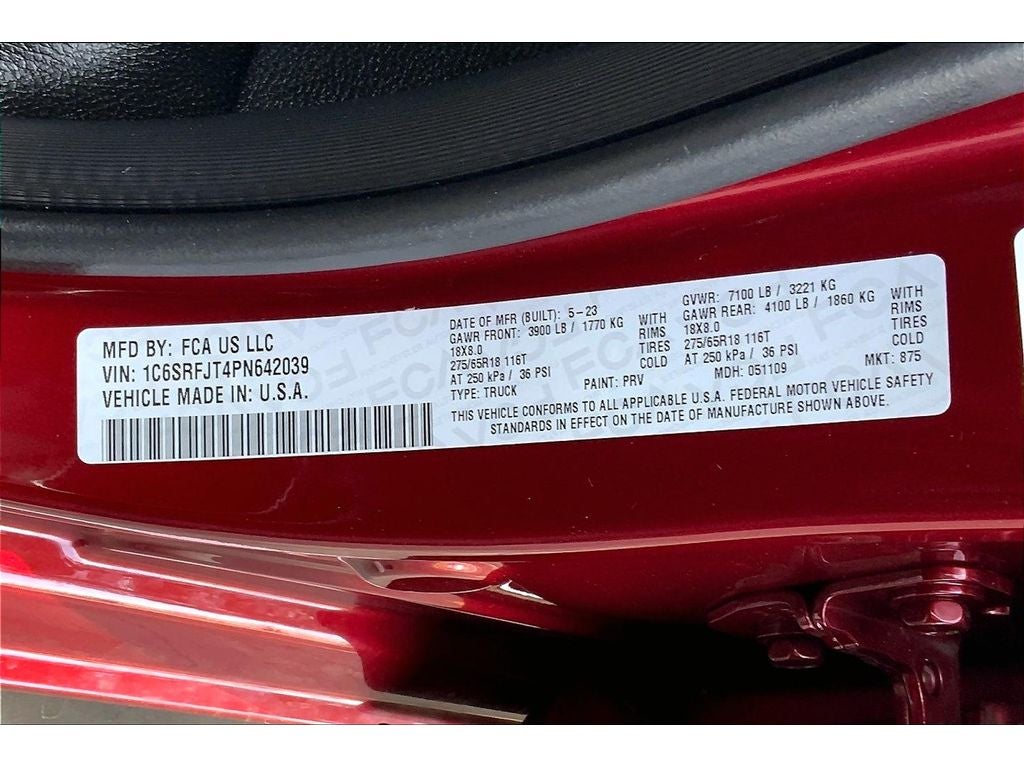 MFD BY: FCA US LLC
VIN: 1C6SRFJT4PN642039
VEHICLE MADE IN: U.S.A.
DATE OF MFR (BUILT): 5-23
GAWR FRONT: 3900 LB / 1770 KG WITH
18X8.0 RIMS
275/65R18 116T TIRES
AT 250 kPa / 36 PSI COLD
TYPE: TRUCK
PAINT: PRV
GVWR: 7100 LB / 3221 KG
GAWR REAR: 4100 LB / 1860 KG WITH
18X8.0 RIMS
275/65R18 116T TIRES
AT 250 kPa / 36 PSI COLD
MDH: 051109
MKT: 875
THIS VEHICLE CONFORMS TO ALL APPLICABLE U.S.A. FEDERAL MOTOR VEHICLE SAFETY
STANDARDS IN EFFECT ON THE DATE OF MANUFACTURE SHOWN ABOVE.